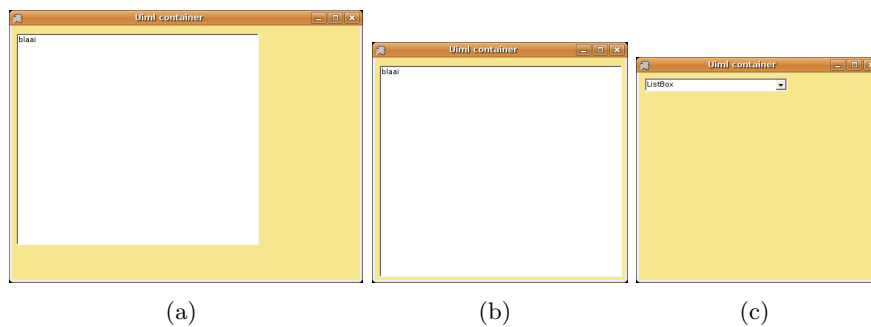 Uiml container
blaai
(a)
Uiml container
blaai
(b)
Uiml container
ListBox
(c)